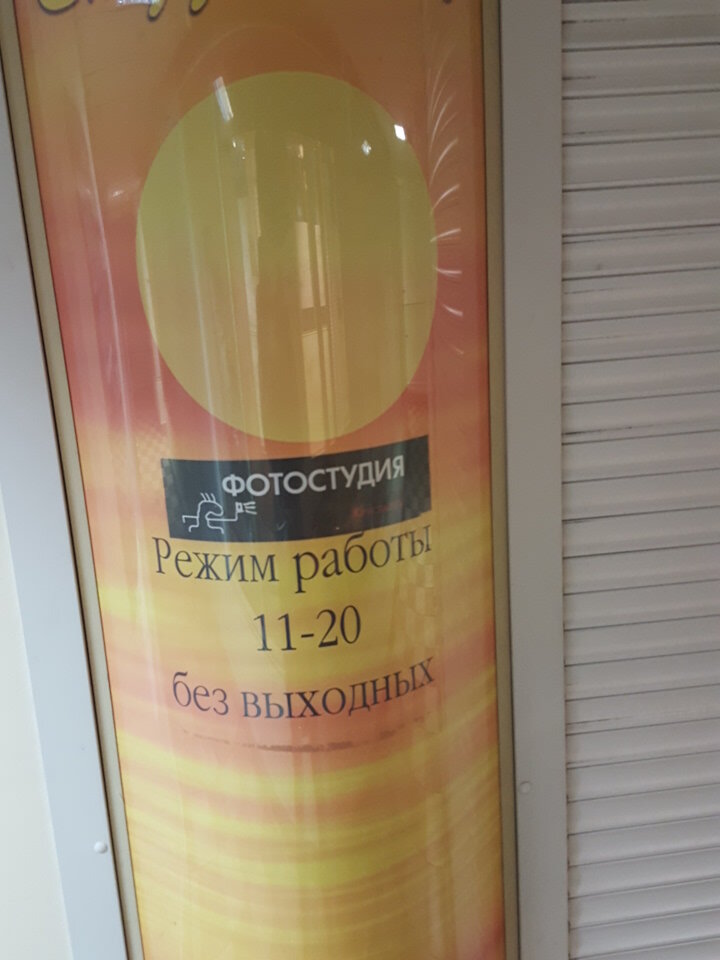 ФОТОСТУДИЯ
Режим работы
11-20
без выходных